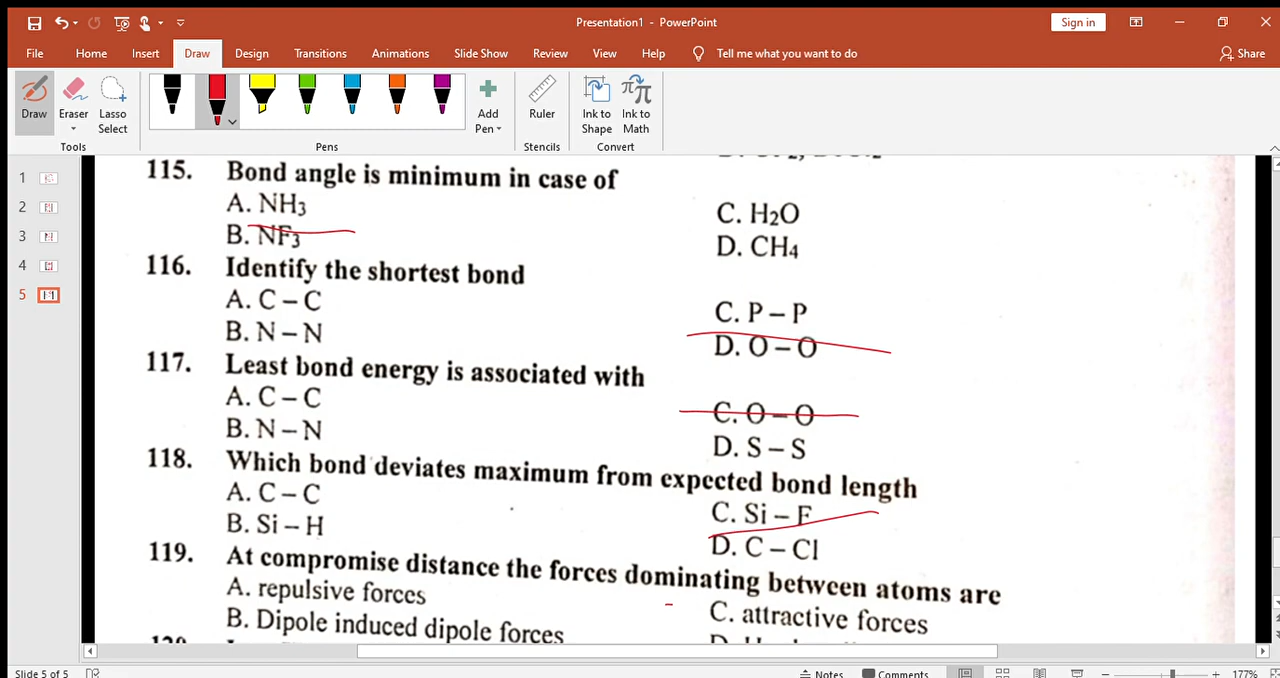 Presentation1 - PowerPoint
Sign in
File Home Insert Draw Design Transitions Animations Slide Show Review View Help Tell me what you want to do Share
Draw Eraser Lasso Select Add Pen Ruler Ink to Shape Ink to Math
Tools Pens Stencils Convert
1
2
3
4
5
115. Bond angle is minimum in case of
A. NH3 C. H2O
B. NF3 D. CH4
116. Identify the shortest bond
A. C – C C. P – P
B. N – N D. O – O
117. Least bond energy is associated with
A. C – C C. O – O
B. N – N D. S – S
118. Which bond deviates maximum from expected bond length
A. C – C C. Si – F
B. Si – H D. C – Cl
119. At compromise distance the forces dominating between atoms are
A. repulsive forces C. attractive forces
B. Dipole induced dipole forces
Slide 5 of 5 Notes Comments 177%